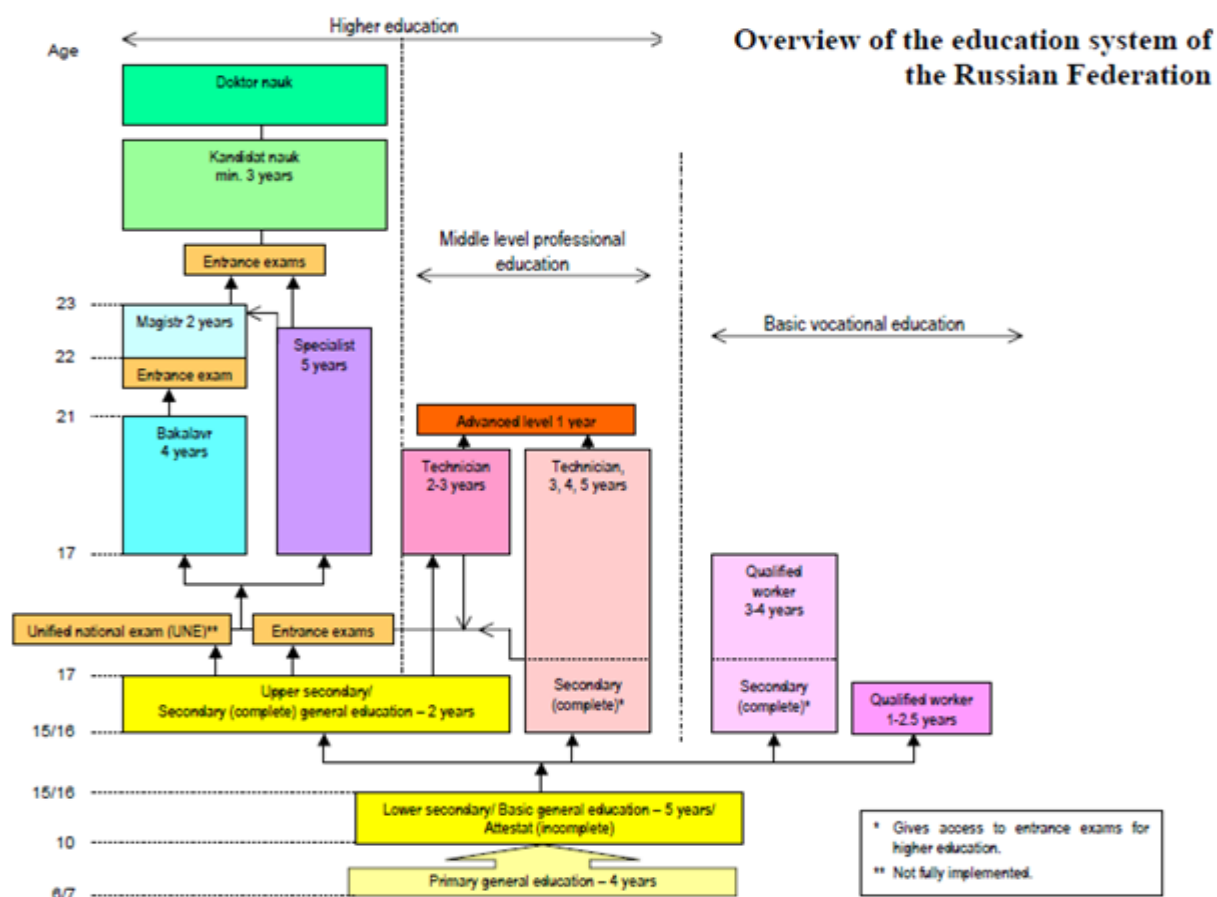 Higher education
Overview of the education system of
the Russian Federation
Age
Doktor nauk
Kandidat nauk
min. 3 years
Middle level professional
education
Entrance exams
23
Magistr 2 years
Basic vocational education
Specialist
5 years
22
Entrance exam
21
Advanced level 1 year
Bakalavr
4 years
Technician
2-3 years
Technician,
3, 4, 5 years
17
Qualified
worker
3-4 years
Unified national exam (UNE)**
Entrance exams
17
Upper secondary/
Secondary (complete) general education – 2 years
Secondary
(complete)*
Secondary
(complete)*
Qualified worker
1-2.5 years
15/16
15/16
Lower secondary/ Basic general education – 5 years/
Attestat (incomplete)
10
* Gives access to entrance exams for
higher education.
** Not fully implemented.
Primary general education – 4 years
6/7